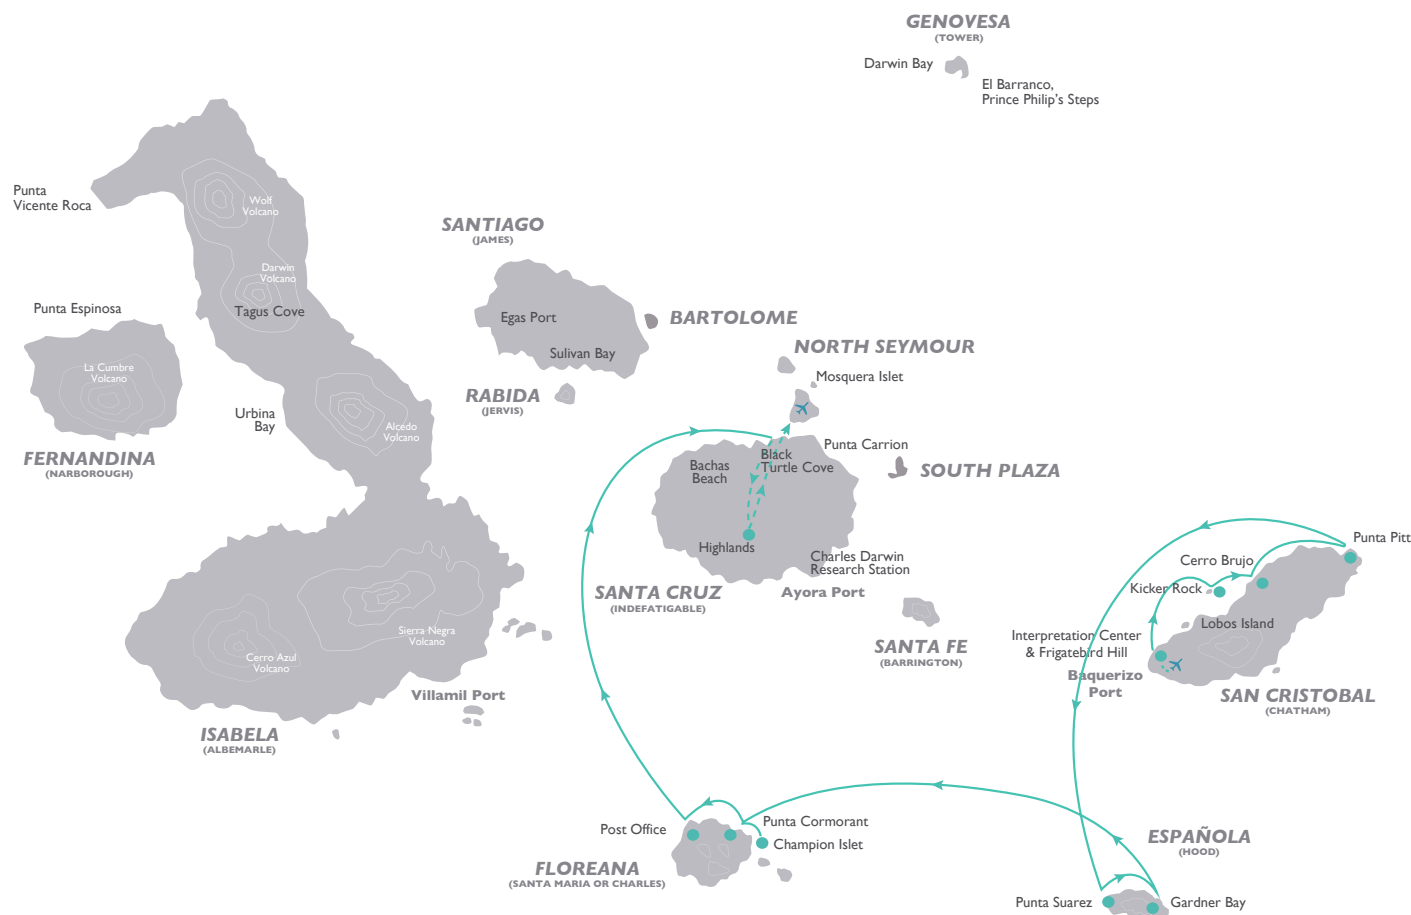 GENOVESA
(TOWER)
Darwin Bay
El Barranco,
Prince Philip's Steps
Punta
Vicente Roca
Wolf
Volcano
SANTIAGO
(JAMES)
Darwin
Volcano
Tagus Cove
Punta Espinosa
Egas Port
BARTOLOME
Sulivan Bay
NORTH SEYMOUR
Mosquera Islet
La Cumbre
Volcano
RABIDA
(JERVIS)
Urbina
Bay
Alcedo
Volcano
FERNANDINA
(NARBOROUGH)
Punta Carrion
Black
Turtle Cove
Bachas
Beach
SOUTH PLAZA
Highlands
Charles Darwin
Research Station
Ayora Port
SANTA CRUZ
(INDEFATIGABLE)
Punta Pitt
Cerro Brujo
Kicker Rock
Lobos Island
Interpretation Center
& Frigatebird Hill
Baquerizo
Port
SAN CRISTOBAL
(CHATHAM)
SANTA FE
(BARRINGTON)
Sierra Negra
Volcano
Cerro Azul
Volcano
Villamil Port
ISABELA
(ALBEMARLE)
Post Office
Punta Cormorant
Champion Islet
FLOREANA
(SANTA MARIA OR CHARLES)
ESPAÑOLA
(HOOD)
Punta Suarez
Gardner Bay